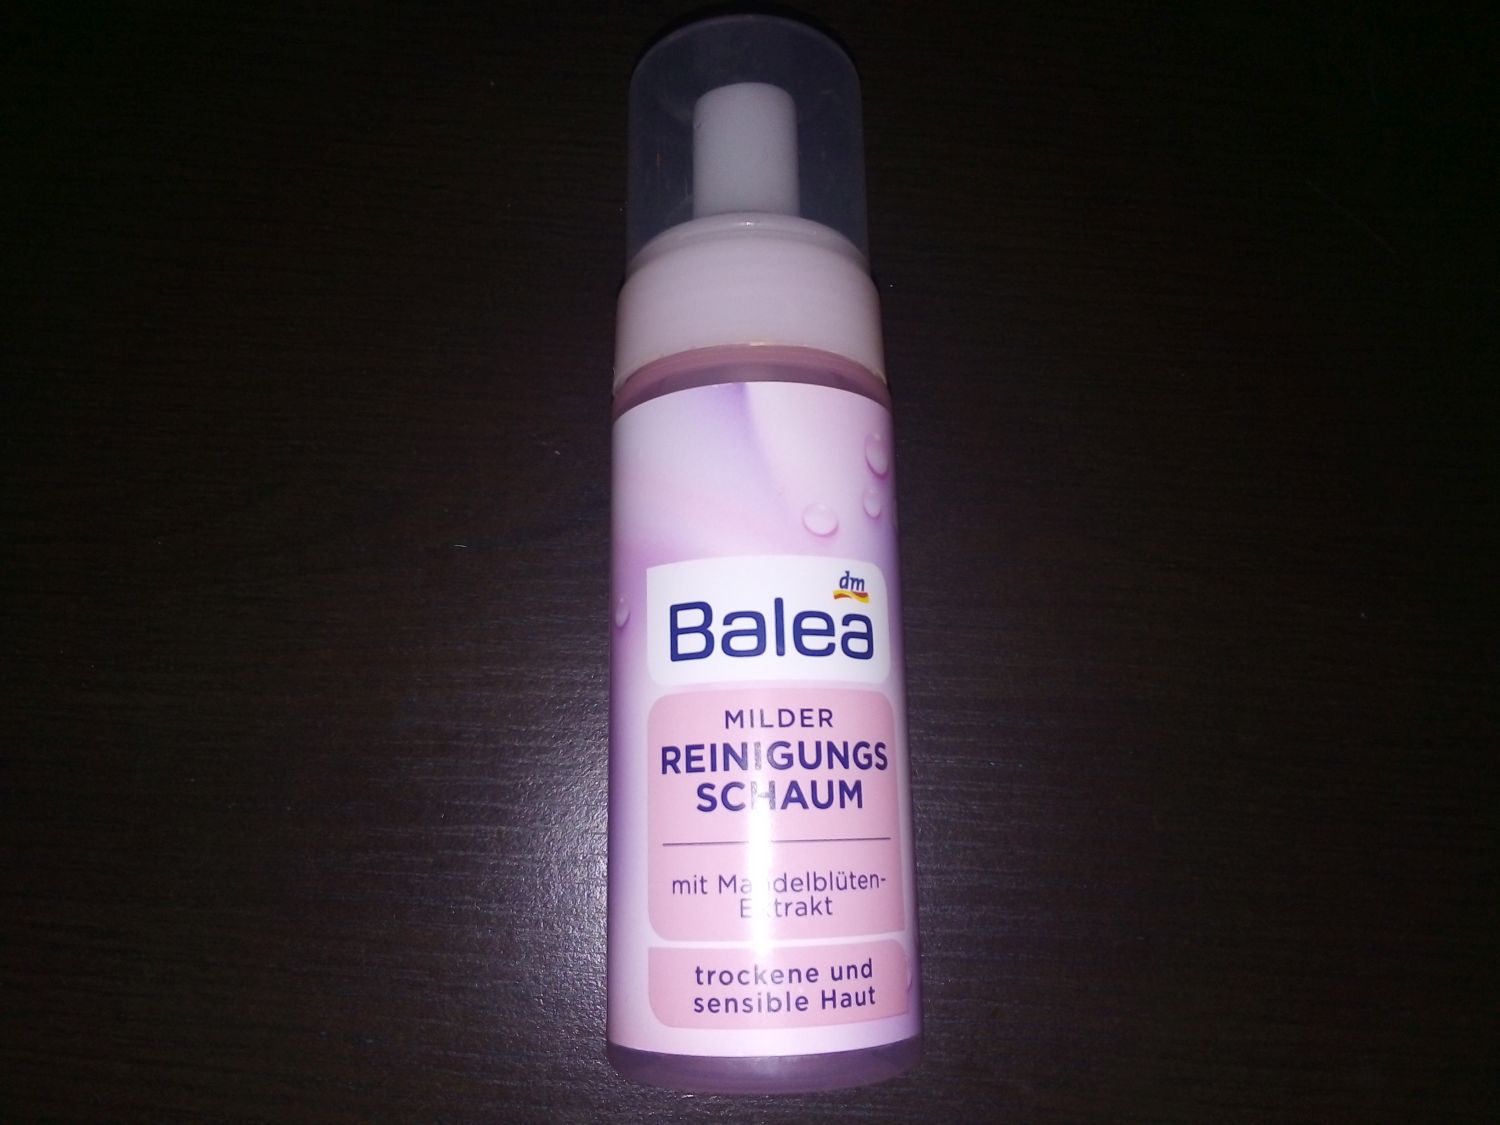 dm
Balea
MILDER
REINIGUNGS
SCHAUM
mit Mandelblüten-
Extrakt
trockene und
sensible Haut